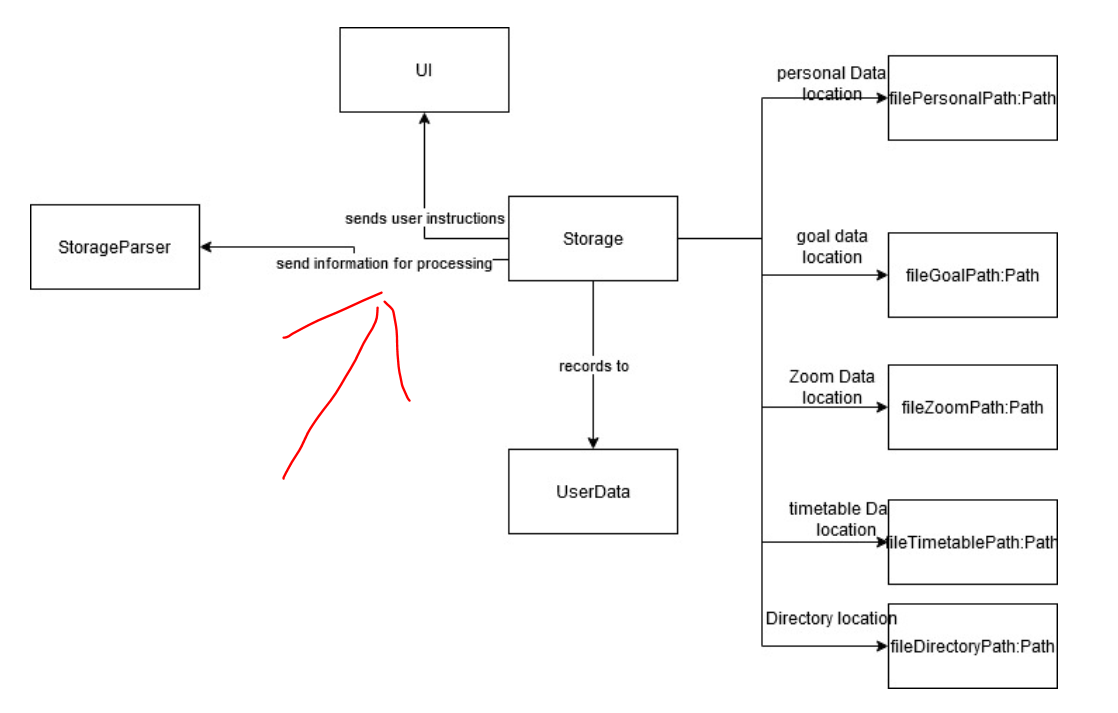 UI
personal Data
location
filePersonalPath:Path
StorageParser
sends user instructions
Storage
send information for processing
goal data
location
fileGoalPath:Path
records to
Zoom Data
location
fileZoomPath:Path
UserData
timetable Da
location
fileTimetablePath:Path
Directory location
fileDirectoryPath:Path